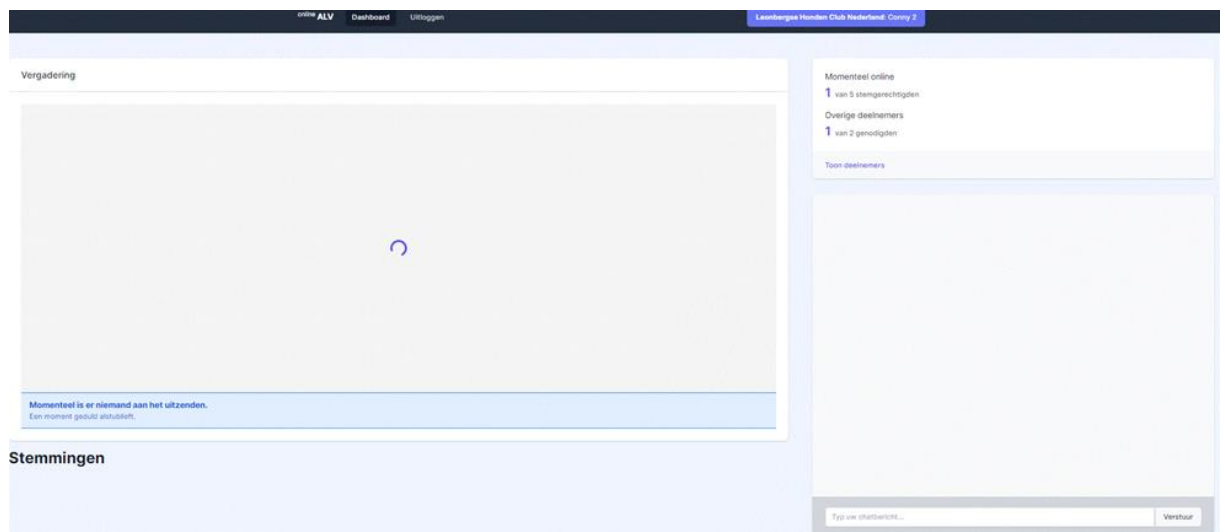 online ALV Dashboard Uitloggen Leonbergse Honden Club Nederland: Conny 2
Vergadering
Momenteel is er niemand aan het uitzenden.
Een moment geduld alstublieft.
Stemmingen
Momenteel online
1 van 5 stemgerechtigden
Overige deelnemers
1 van 2 genodigden
Toon deelnemers
Typ uw chatbericht...
Verstuur